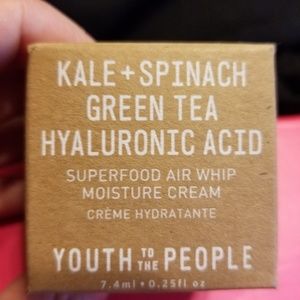 KALE + SPINACH
GREEN TEA
HYALURONIC ACID
SUPERFOOD AIR WHIP
MOISTURE CREAM
CRÈME HYDRATANTE
YOUTH TO THE PEOPLE
7.4ml • 0.25fl oz